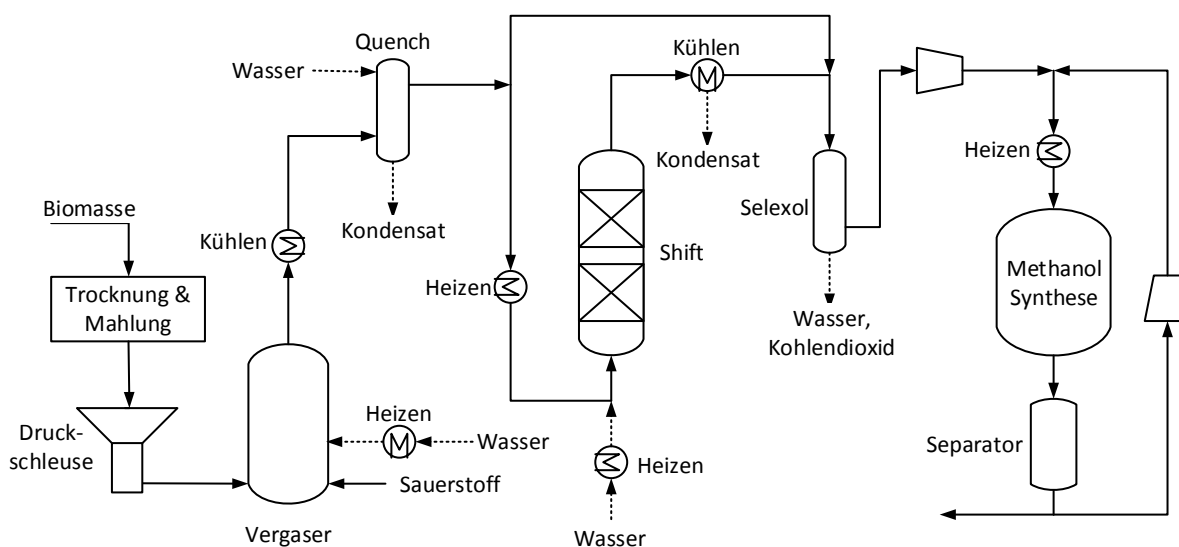 Quench
Wasser
Kühlen
Kondensat
Biomasse
Kühlen
Kondensat
Trocknung &
Mahlung
Heizen
Shift
Selexol
Heizen
Methanol
Synthese
Wasser,
Kohlendioxid
Druck-
schleuse
Heizen
Wasser
Sauerstoff
Vergaser
Heizen
Wasser
Separator